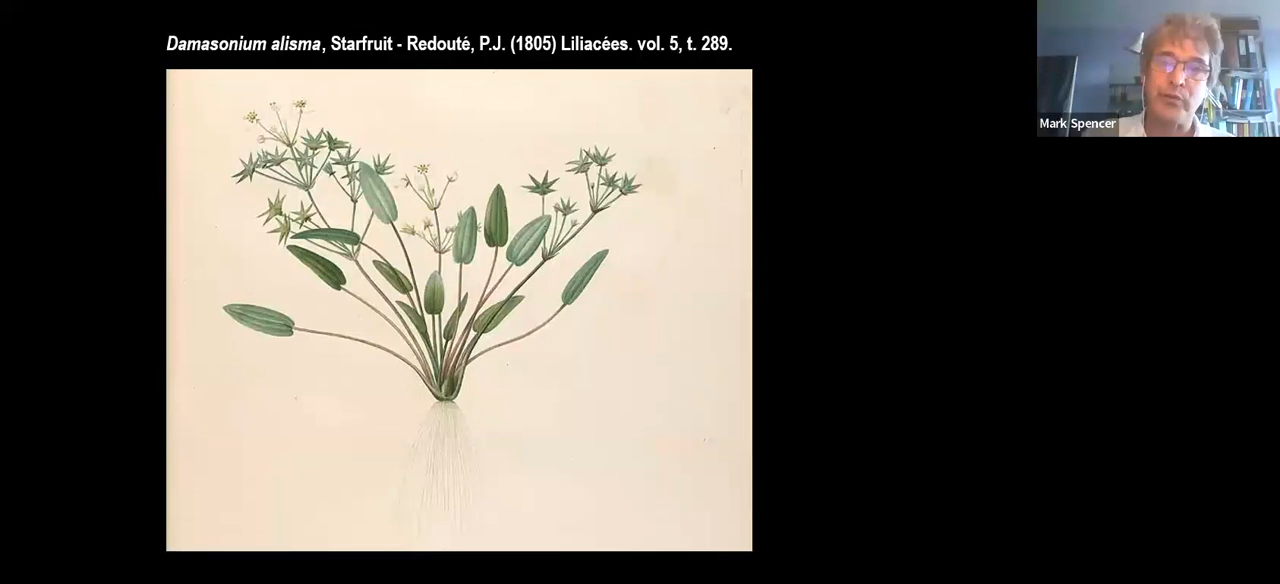 Damasonium alisma, Starfruit - Redouté, P.J. (1805) Liliacées. vol. 5, t. 289.
Mark Spencer